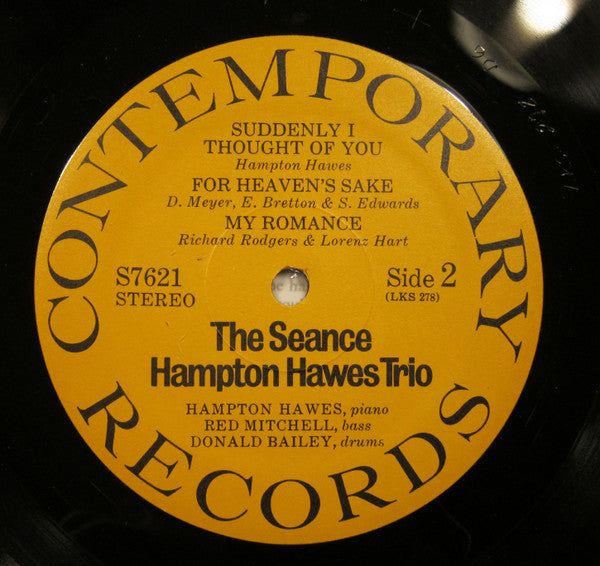 CONTEMPORARY
SUDDENLY I
THOUGHT OF YOU
Hampton Hawes
FOR HEAVEN'S SAKE
D. Meyer, E. Bretton & S. Edwards
MY ROMANCE
Richard Rodgers & Lorenz Hart
S7621
STEREO
Side 2
(LKS 278)
The Seance
Hampton Hawes Trio
HAMPTON HAWES, piano
RED MITCHELL, bass
DONALD BAILEY, drums
RECORDS